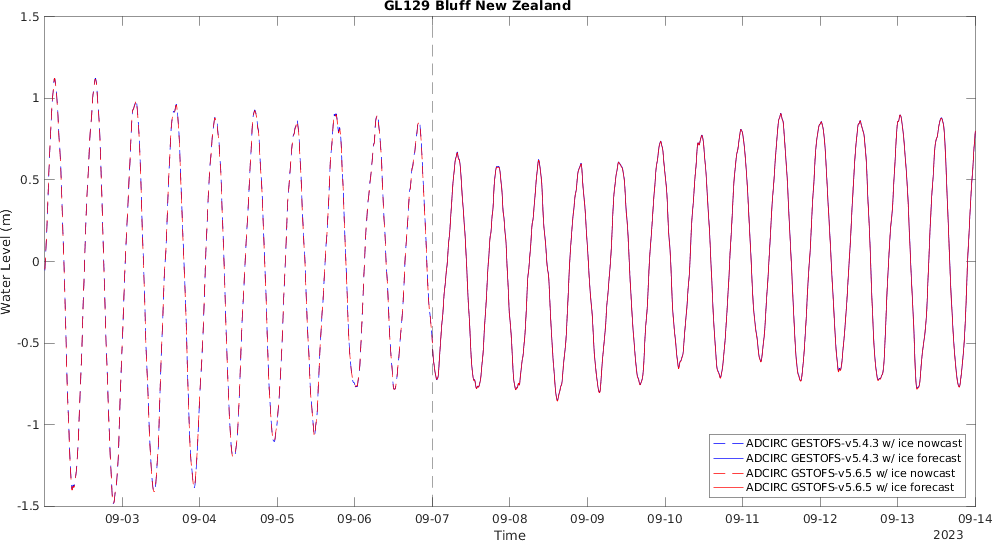 GL129 Bluff New Zealand
Water Level (m)
1.5
1
0.5
0
-0.5
-1
-1.5
ADCIRC GESTOFS-v5.4.3 w/ ice nowcast
ADCIRC GESTOFS-v5.4.3 w/ ice forecast
ADCIRC GSTOFS-v5.6.5 w/ ice nowcast
ADCIRC GSTOFS-v5.6.5 w/ ice forecast
09-03 09-04 09-05 09-06 09-07 09-08 09-09 09-10 09-11 09-12 09-13 09-14
Time
2023